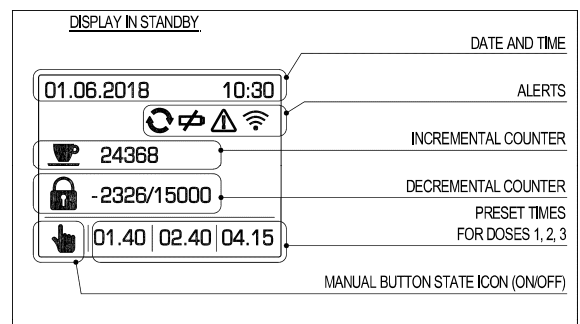 DISPLAY IN STANDBY
DATE AND TIME
01.06.2018 10:30
ALERTS
INCREMENTAL COUNTER
24368
DECREMENTAL COUNTER
-2326/15000
PRESET TIMES
FOR DOSES 1, 2, 3
01.40 02.40 04.15
MANUAL BUTTON STATE ICON (ON/OFF)